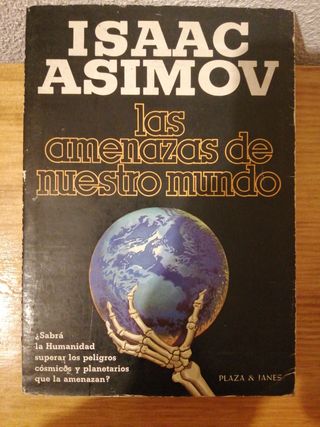 ISAAC
ASIMOV
las
amenazas de
nuestro mundo
¿Sabrá
la Humanidad
superar los peligros
cósmicos y planetarios
que la amenazan?
PLAZA & JANES